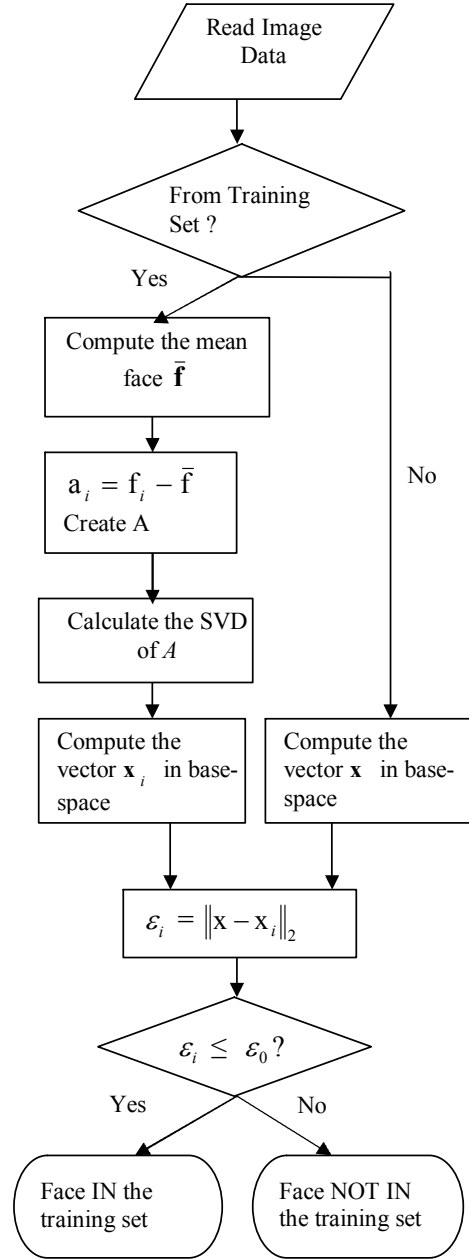 Read Image
Data
From Training
Set ?
Yes
Compute the mean
face f̄
No
aᵢ = fᵢ − f̄
Create A
Calculate the SVD
of A
Compute the
vector xᵢ in base-
space
Compute the
vector x in base-
space
εᵢ = ‖x − xᵢ‖₂
εᵢ ≤ ε₀?
Yes
No
Face IN the
training set
Face NOT IN
the training set